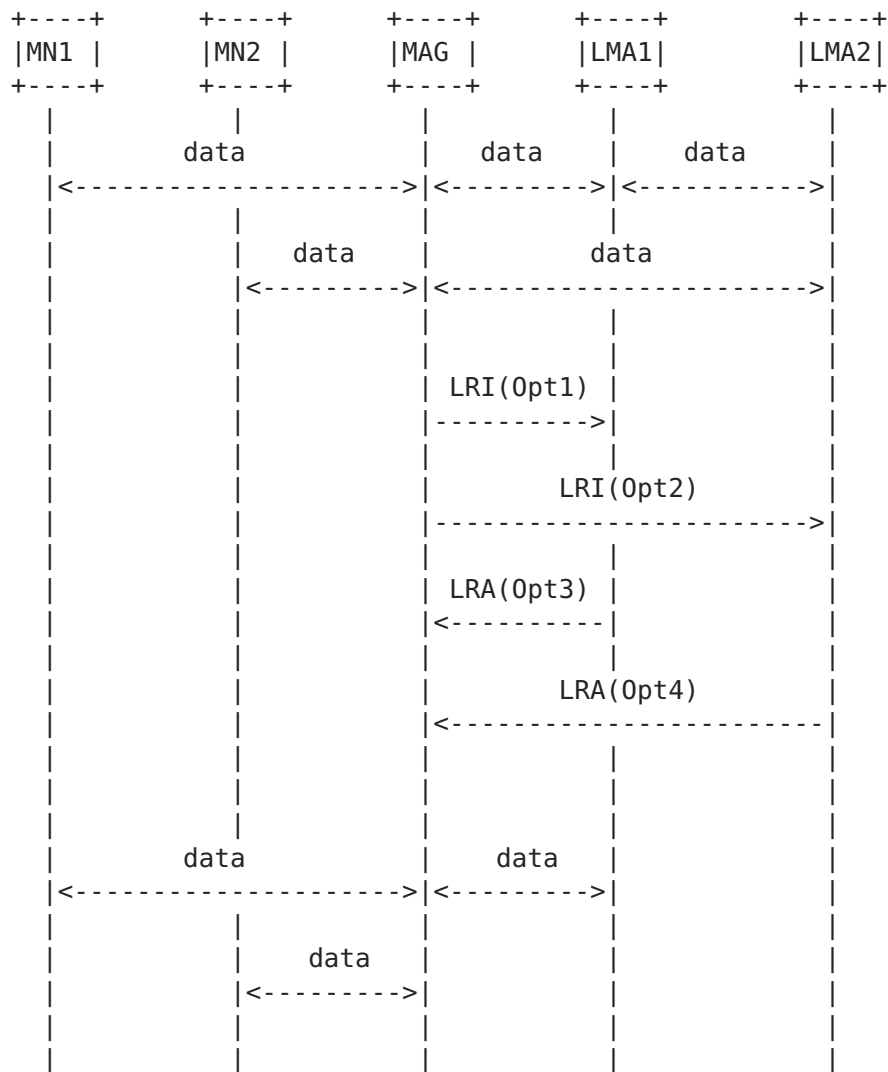 MN1 MN2 MAG LMA1 LMA2
data data data
data data
LRI(Opt1)
LRI(Opt2)
LRA(Opt3)
LRA(Opt4)
data data
data